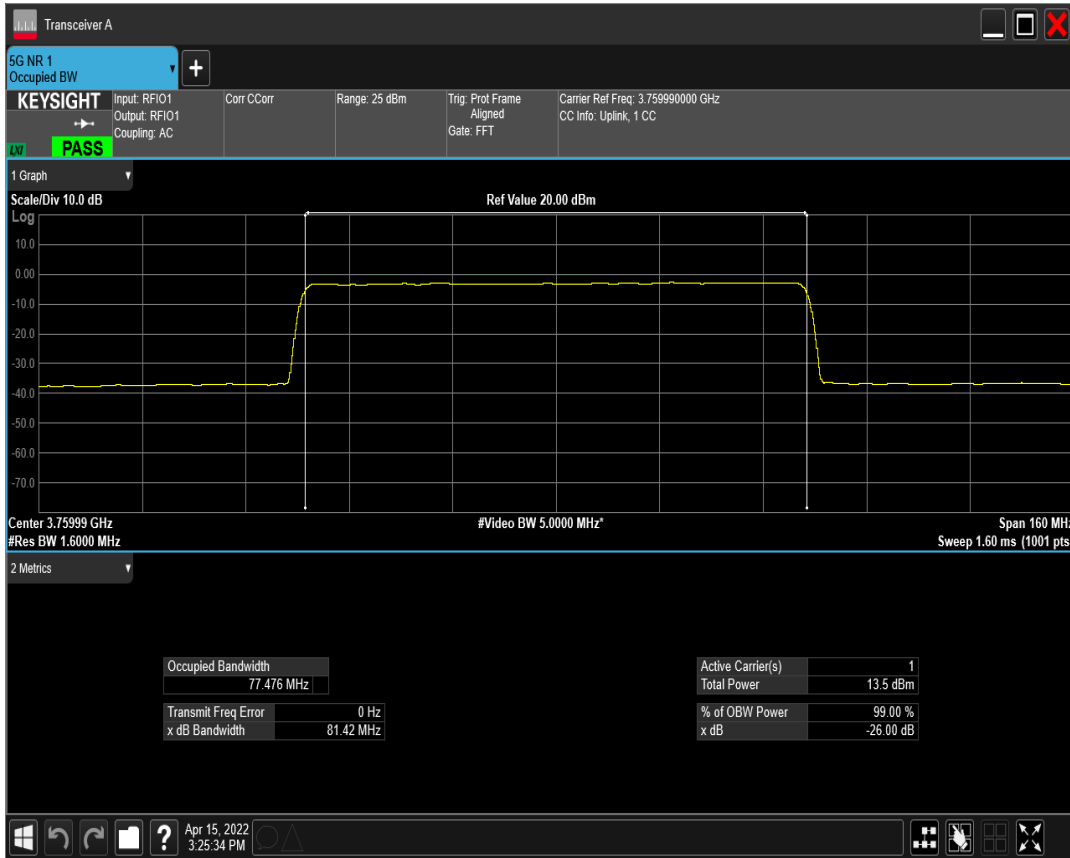 Transceiver A
5G NR 1
Occupied BW
+
KEYSIGHT
LXI
PASS
Input: RFIO1
Output: RFIO1
Coupling: AC
Corr CCorr
Range: 25 dBm
Trig: Prot Frame
Aligned
Gate: FFT
Carrier Ref Freq: 3.759990000 GHz
CC Info: Uplink, 1 CC
1 Graph
Scale/Div 10.0 dB
Ref Value 20.00 dBm
Log
10.0
0.00
-10.0
-20.0
-30.0
-40.0
-50.0
-60.0
-70.0
Center 3.75999 GHz
#Video BW 5.0000 MHz*
Span 160 MHz
#Res BW 1.6000 MHz
Sweep 1.60 ms (1001 pts
2 Metrics
Occupied Bandwidth
77.476 MHz
Transmit Freq Error 0 Hz
x dB Bandwidth 81.42 MHz
Active Carrier(s) 1
Total Power 13.5 dBm
% of OBW Power 99.00 %
x dB -26.00 dB
?
Apr 15, 2022
3:25:34 PM